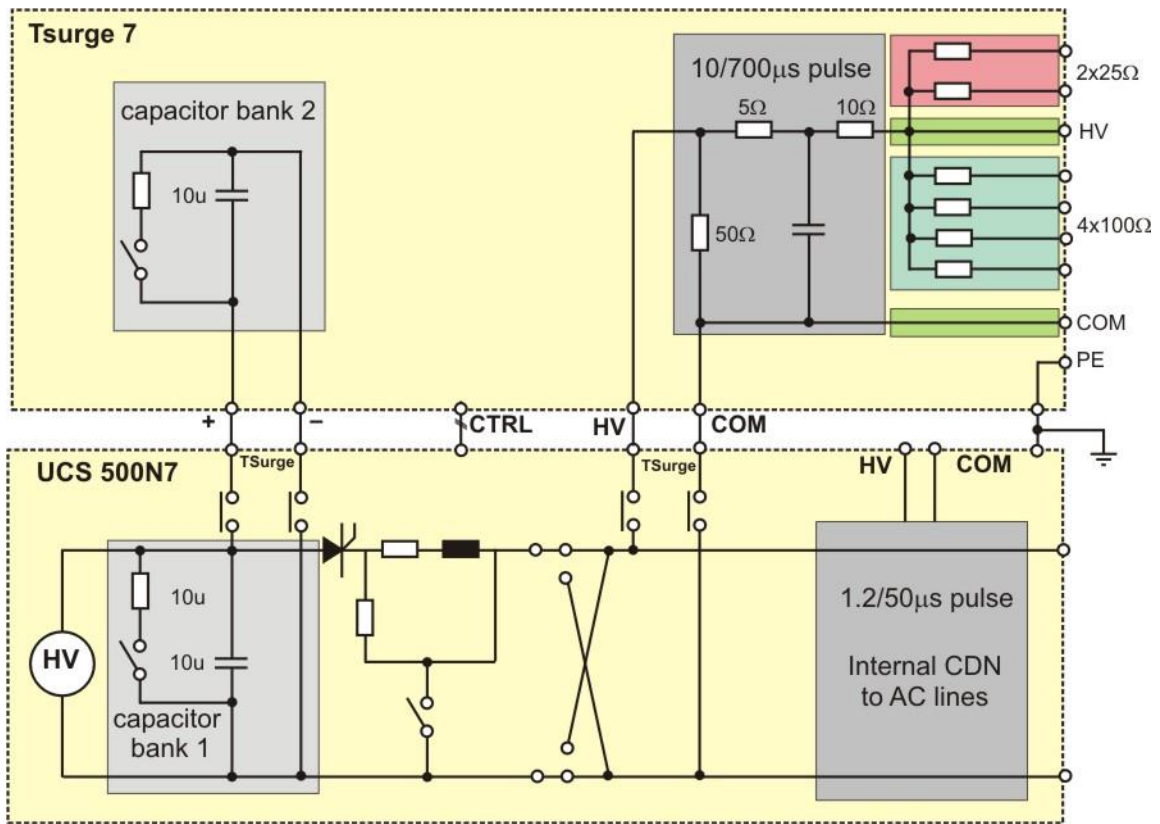 Tsurge 7
capacitor bank 2
10u
10/700µs pulse
5Ω
10Ω
50Ω
2x25Ω
HV
4x100Ω
COM
PE
+
−
CTRL
HV
COM
UCS 500N7
TSurge
TSurge
HV
COM
HV
10u
10u
capacitor
bank 1
1.2/50µs pulse
Internal CDN
to AC lines